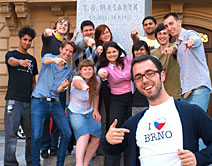 T. G. MASARYK
I ❤ 
BRNO